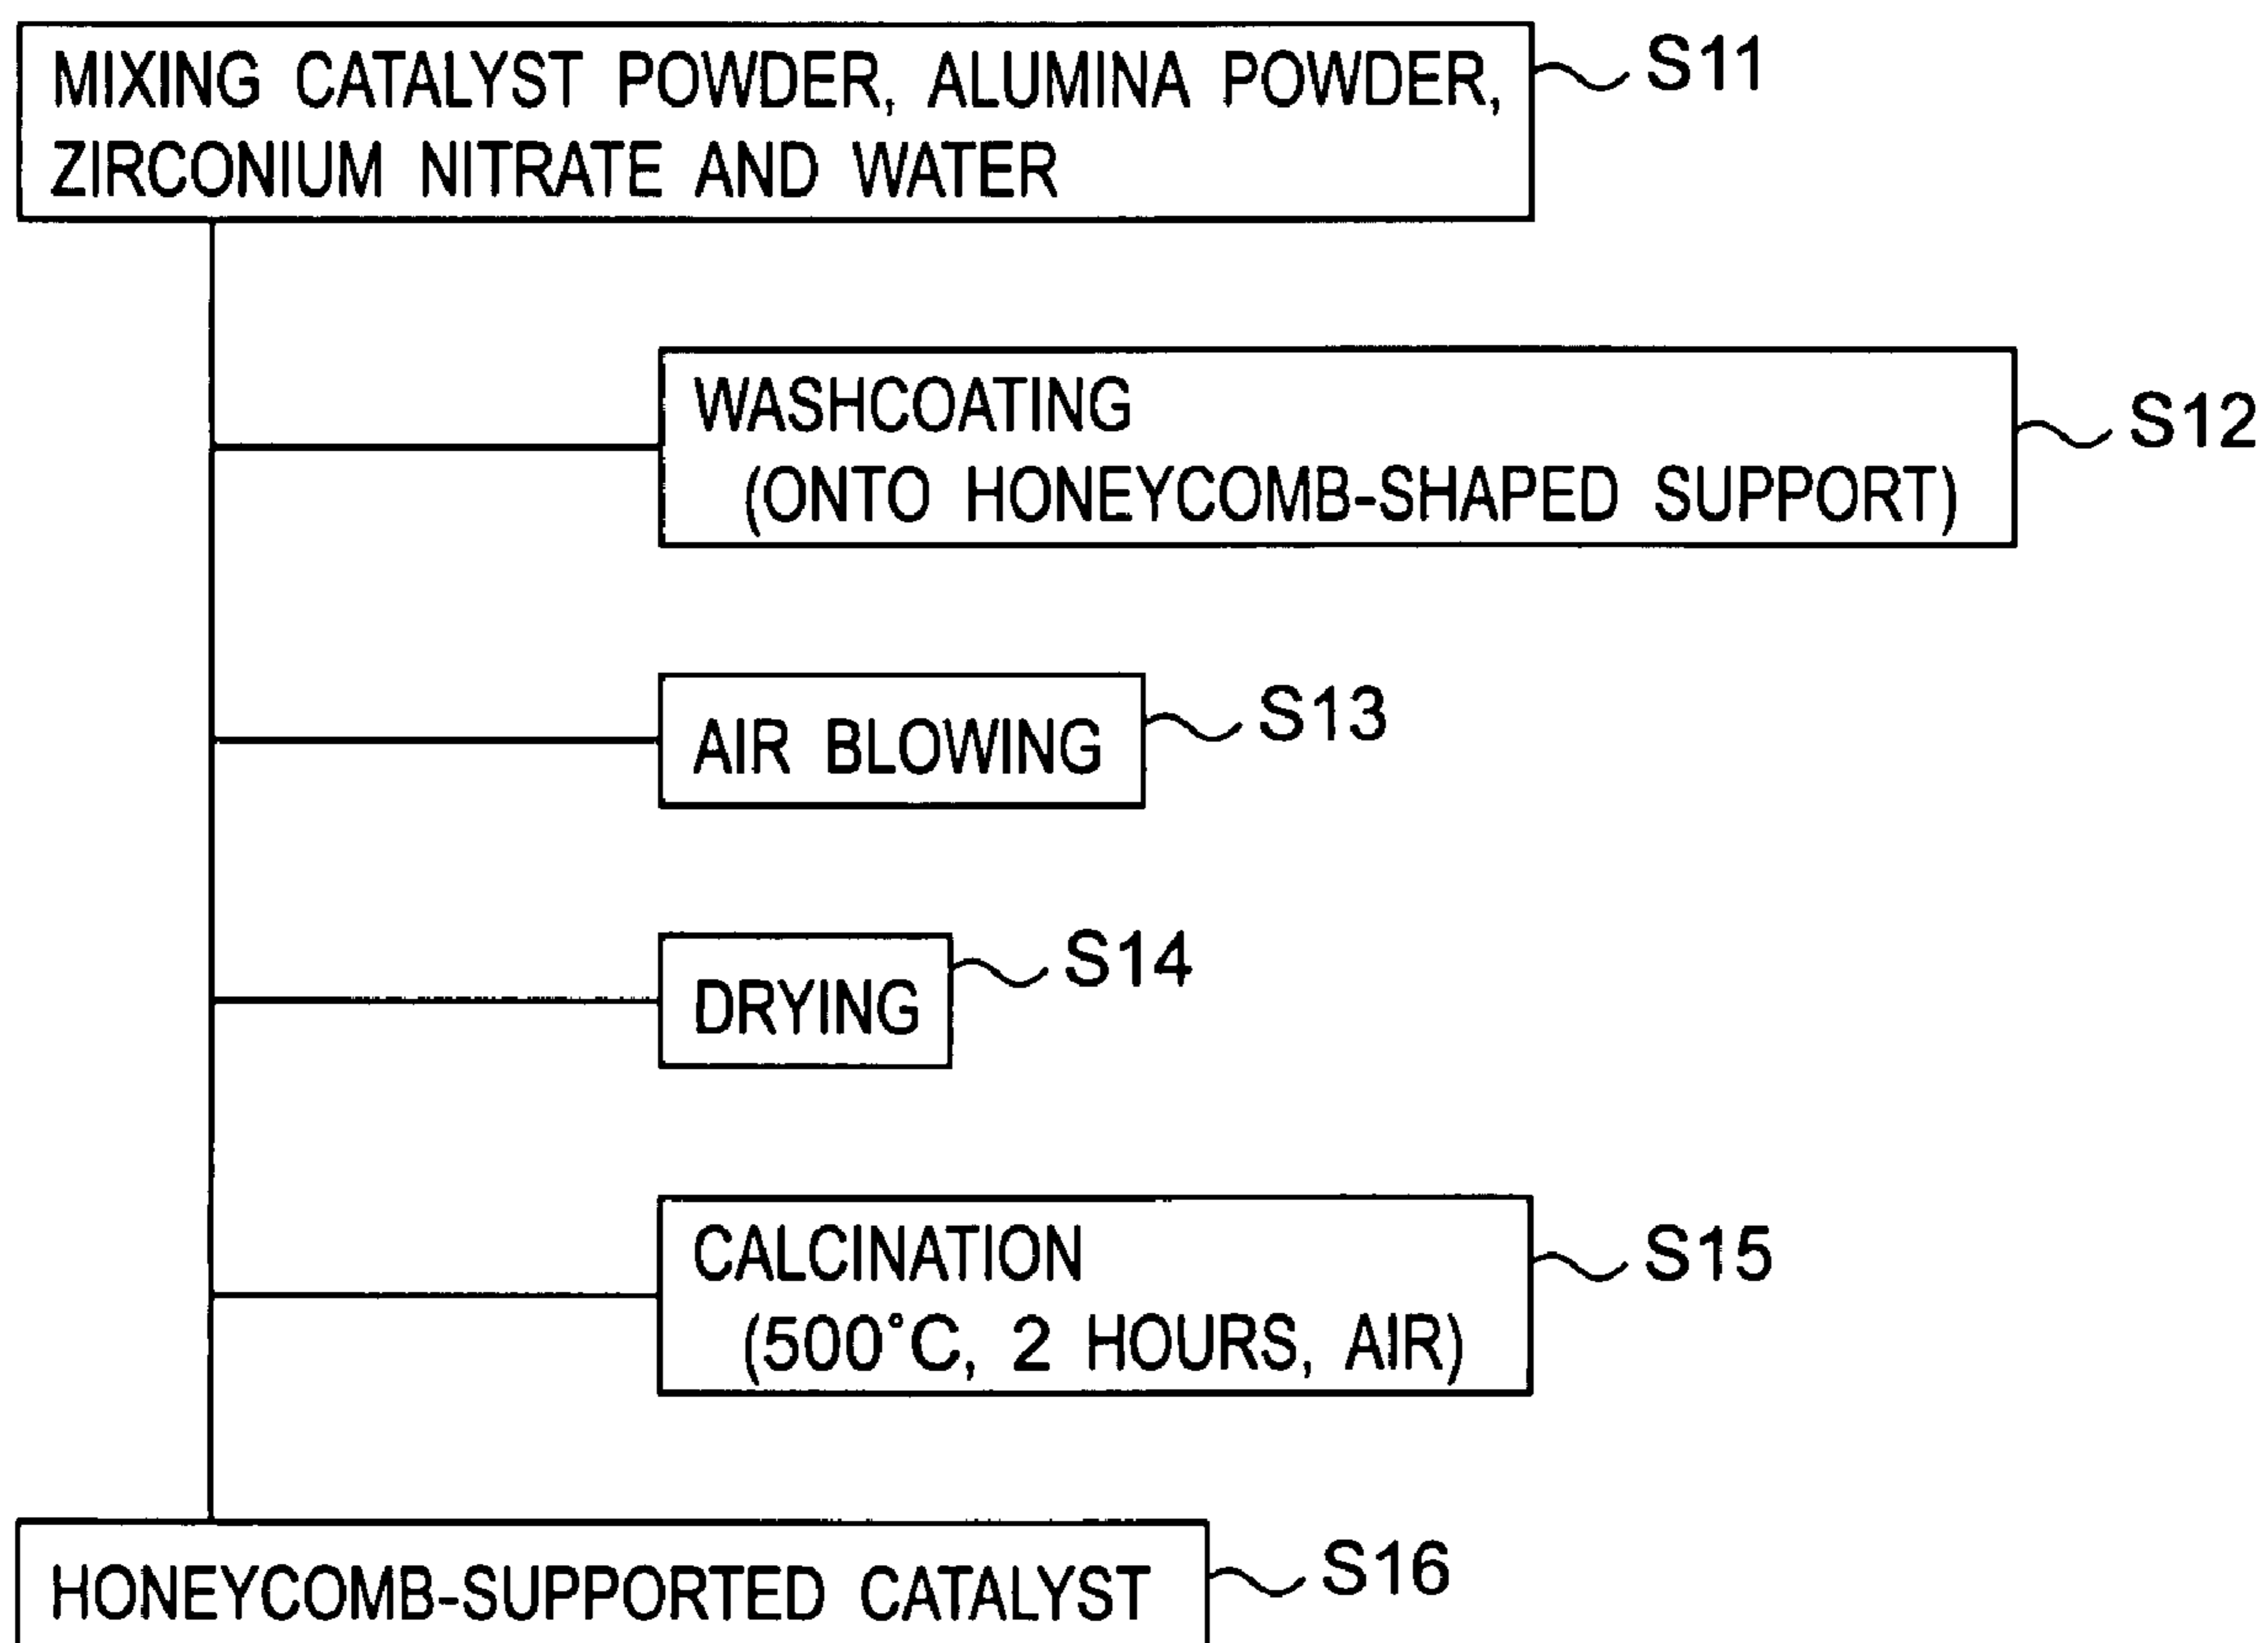 MIXING CATALYST POWDER, ALUMINA POWDER,
ZIRCONIUM NITRATE AND WATER
S11
WASHCOATING
(ONTO HONEYCOMB-SHAPED SUPPORT)
S12
AIR BLOWING
S13
DRYING
S14
CALCINATION
(500°C, 2 HOURS, AIR)
S15
HONEYCOMB-SUPPORTED CATALYST
S16